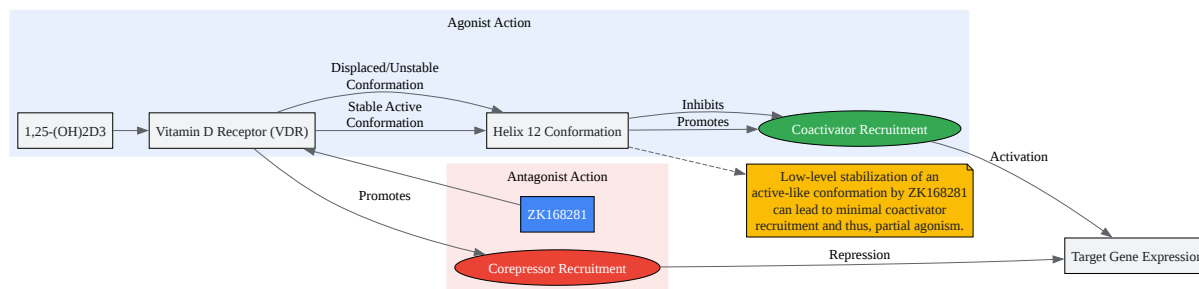 Agonist Action
Displaced/Unstable
Conformation
Stable Active
Conformation
Inhibits
Promotes
1,25-(OH)2D3
Vitamin D Receptor (VDR)
Helix 12 Conformation
Coactivator Recruitment
Activation
Promotes
Antagonist Action
ZK168281
Low-level stabilization of an
active-like conformation by ZK168281
can lead to minimal coactivator
recruitment and thus, partial agonism.
Corepressor Recruitment
Repression
Target Gene Expression